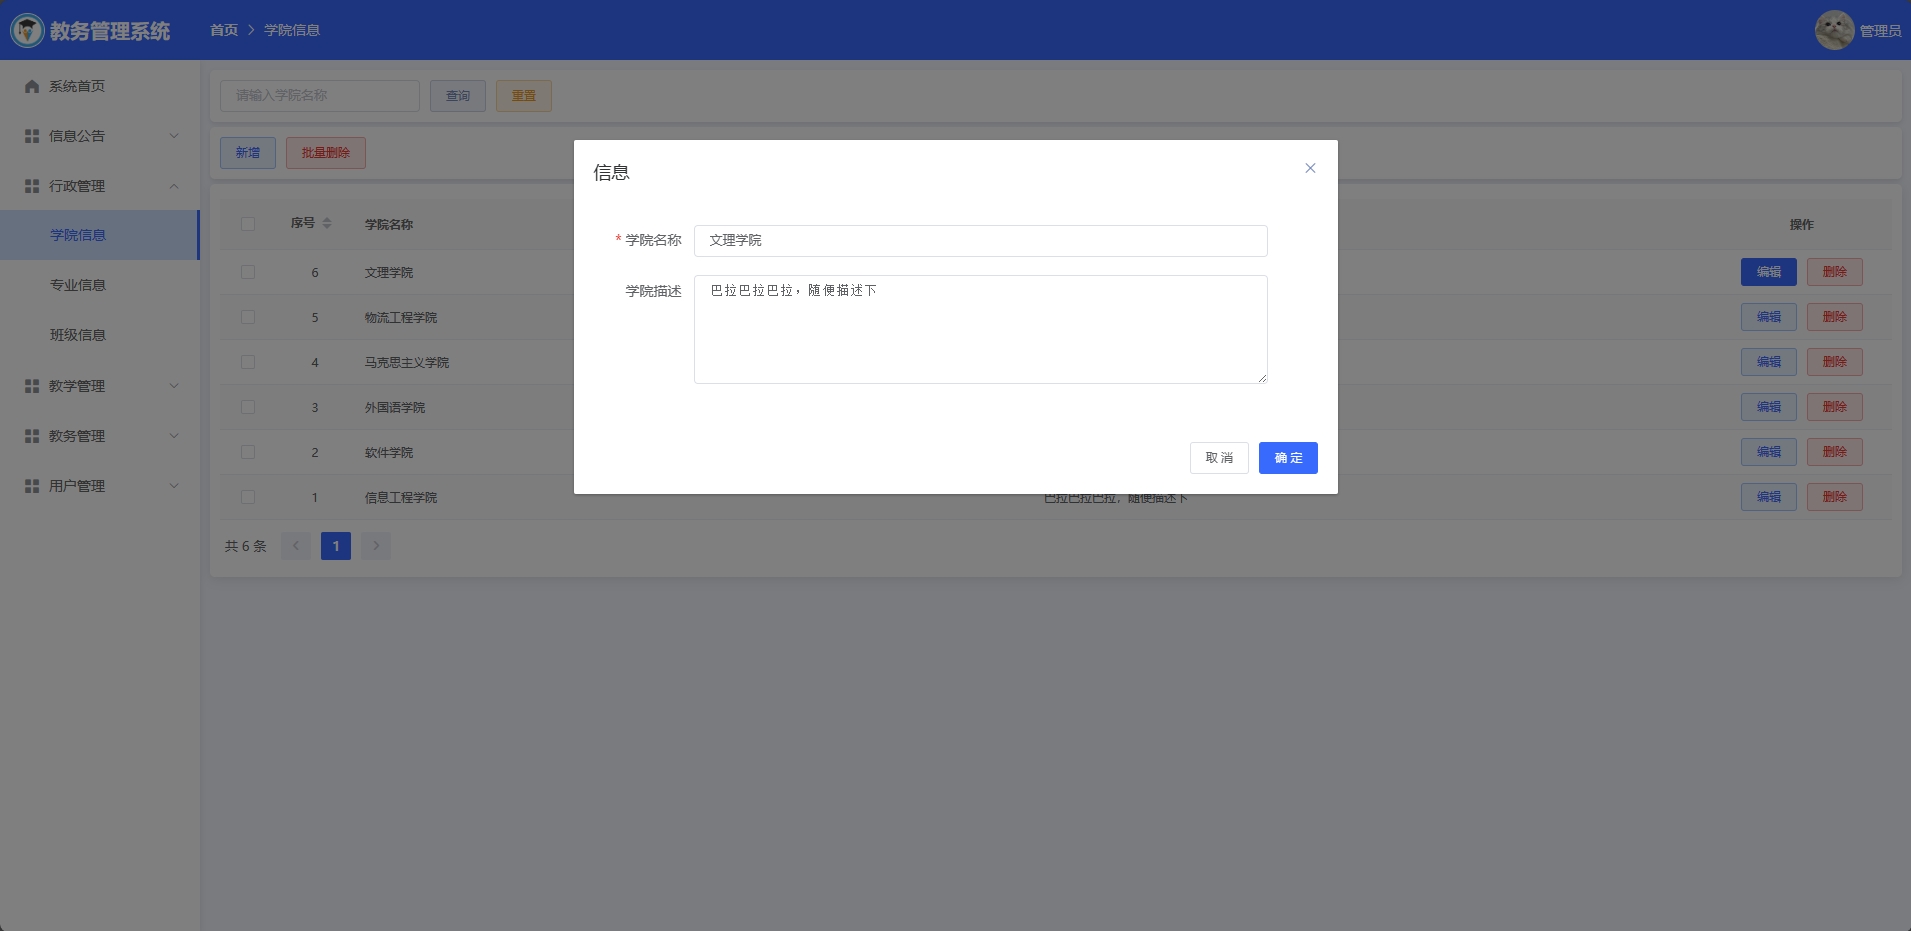 教务管理系统
首页 > 学院信息
管理员
系统首页
信息公告
行政管理
学院信息
专业信息
班级信息
教学管理
教务管理
用户管理
请输入学院名称 查询 重置
新增 批量删除
序号 学院名称 操作
6 文理学院 编辑 删除
5 物流工程学院 编辑 删除
4 马克思主义学院 编辑 删除
3 外国语学院 编辑 删除
2 软件学院 编辑 删除
1 信息工程学院 巴拉巴拉巴拉，随便描述下 编辑 删除
共 6 条 1
信息
* 学院名称 文理学院
学院描述 巴拉巴拉巴拉，随便描述下
取 消 确 定